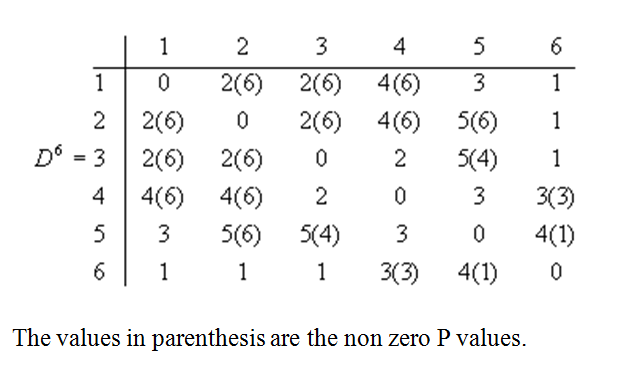 1 2 3 4 5 6
1 0 2(6) 2(6) 4(6) 3 1
2 2(6) 0 2(6) 4(6) 5(6) 1
D⁶ = 3 2(6) 2(6) 0 2 5(4) 1
4 4(6) 4(6) 2 0 3 3(3)
5 3 5(6) 5(4) 3 0 4(1)
6 1 1 1 3(3) 4(1) 0
The values in parenthesis are the non zero P values.